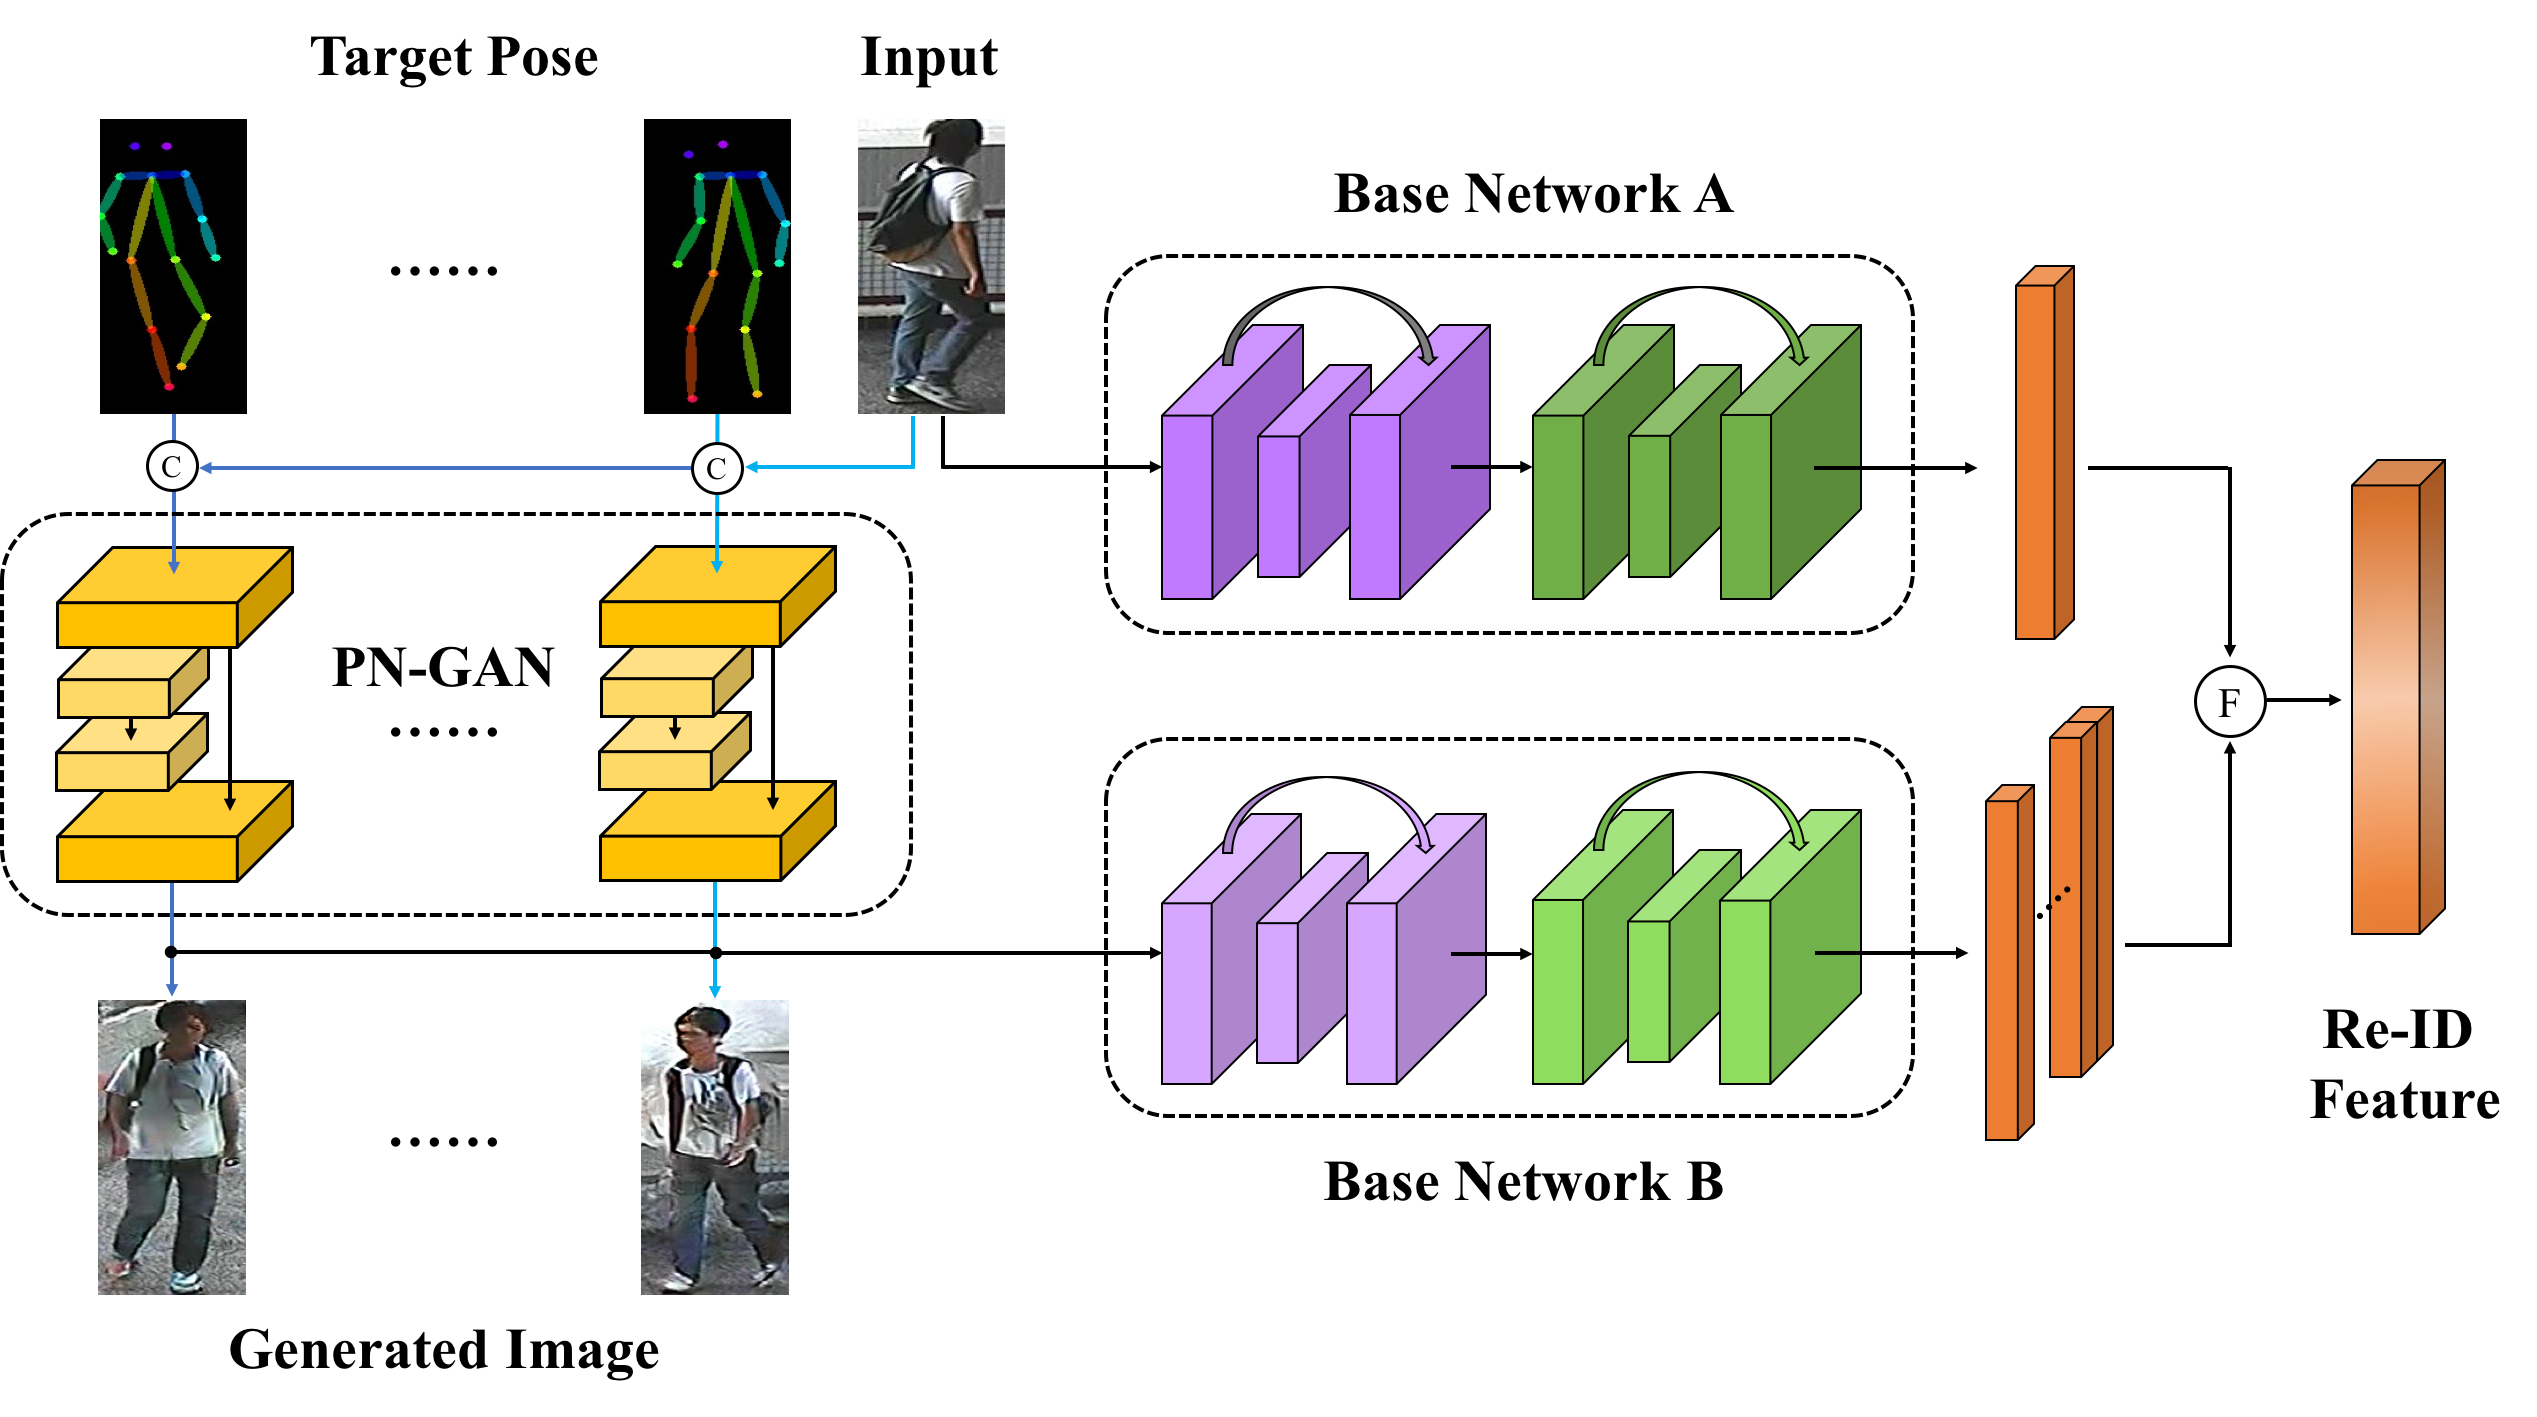 Target Pose
Input
Base Network A
C
C
PN-GAN
......
......
F
Base Network B
......
Re-ID
Feature
Generated Image